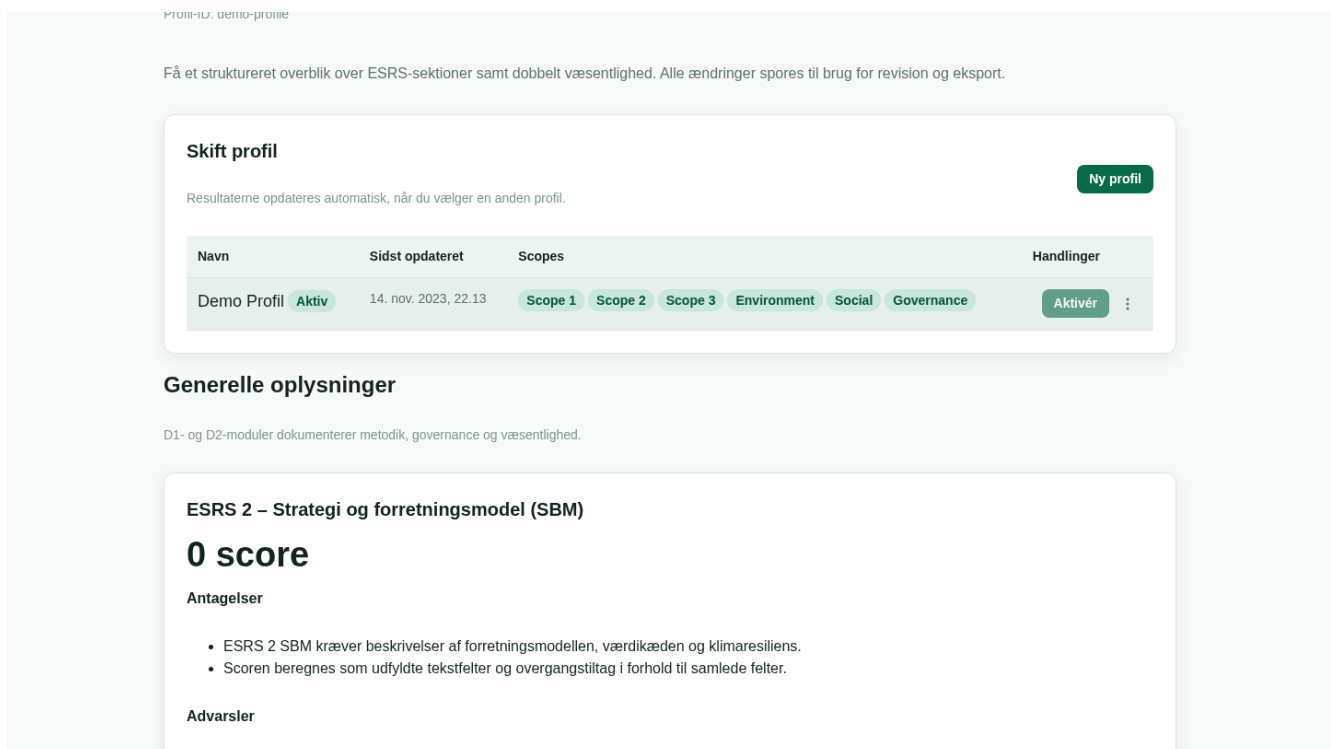 Profil-ID: demo-profile
Få et struktureret overblik over ESRS-sektioner samt dobbelt væsentlighed. Alle ændringer spores til brug for revision og eksport.
Skift profil
Ny profil
Resultaterne opdateres automatisk, når du vælger en anden profil.
Navn Sidst opdateret Scopes Handlinger
Demo Profil Aktiv 14. nov. 2023, 22.13 Scope 1 Scope 2 Scope 3 Environment Social Governance Aktivér
Generelle oplysninger
D1- og D2-moduler dokumenterer metodik, governance og væsentlighed.
ESRS 2 – Strategi og forretningsmodel (SBM)
0 score
Antagelser
• ESRS 2 SBM kræver beskrivelser af forretningsmodellen, værdikæden og klimaresiliens.
• Scoren beregnes som udfyldte tekstfelter og overgangstiltag i forhold til samlede felter.
Advarsler